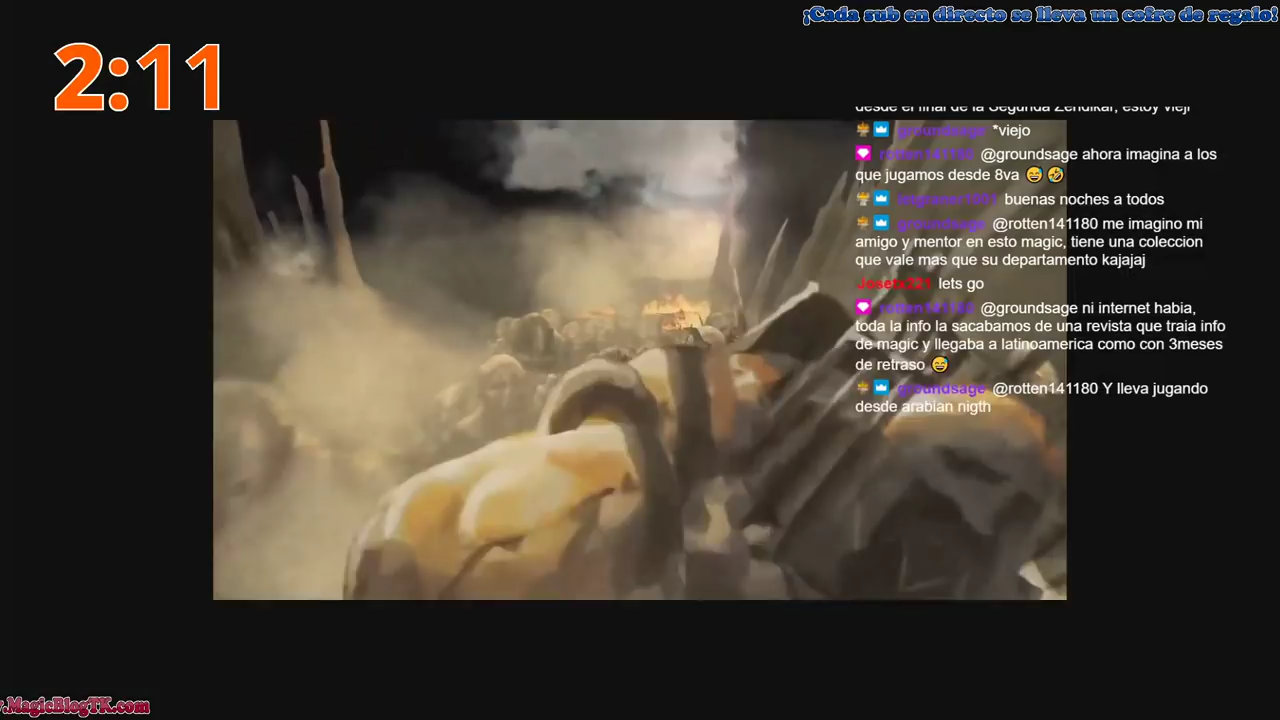 ¡Cada sub en directo se lleva un cofre de regalo!
2:11
desde el final de la Segunda Zendikar, estoy vieji
groundsage *viejo
rotten141180 @groundsage ahora imagina a los
que jugamos desde 8va 😅 🤣
buenas noches a todos
groundsage @rotten141180 me imagino mi
amigo y mentor en esto magic, tiene una coleccion
que vale mas que su departamento kajajaj
Josetx221 lets go
rotten141180 @groundsage ni internet habia,
toda la info la sacabamos de una revista que traia info
de magic y llegaba a latinoamerica como con 3meses
de retraso 😅
groundsage @rotten141180 Y lleva jugando
desde arabian nigth
.MagicBlogTK.com